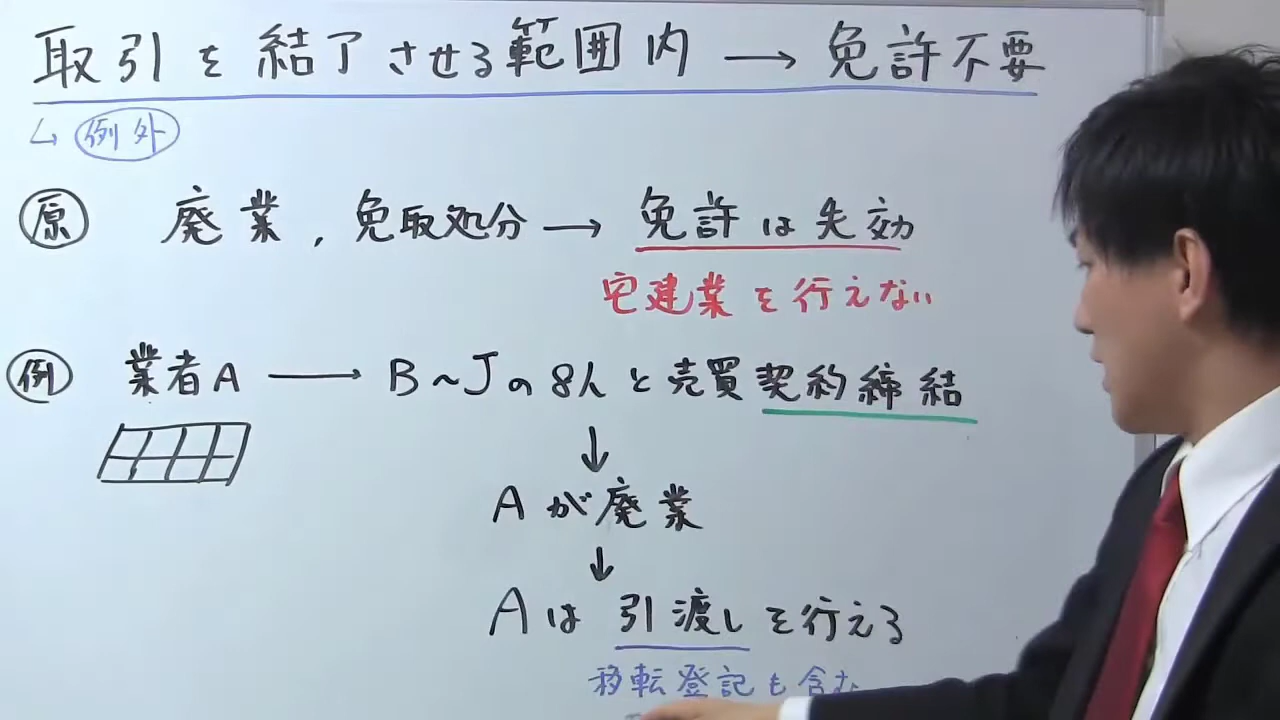 取引を結了させる範囲内 → 免許不要
↳ 例外
原 廃業, 免取処分 → 免許は失効
宅建業を行えない
例 業者A → B~Jの8人と売買契約締結
↓
Aが廃業
↓
Aは引渡しを行える
移転登記も含む